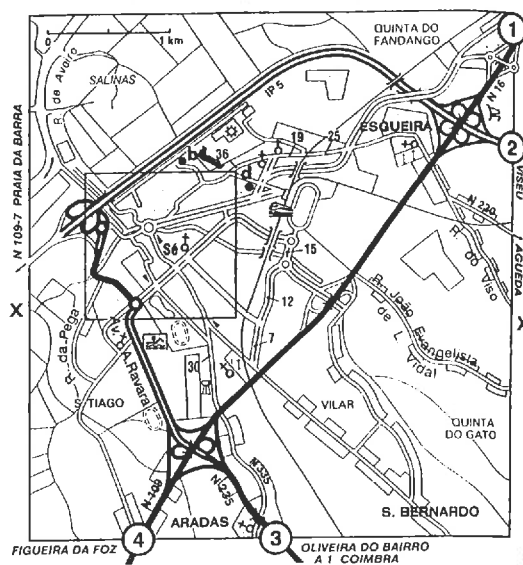 QUINTA DO
FANDANGO
1
0
1 km
R. de Aveiro
SALINAS
IP 5
N 16
ESGUEIRA
19
25
b
36
d
2
VISEU
N 109-7 PRAIA DA BARRA
S6
N 230
R. do Viso
AGUEDA
15
X
X
12
R. da Pega
Av. A. Ravara
R. João Evangelista
de L. Vidal
7
30
S. TIAGO
VILAR
QUINTA
DO GATO
N 109
N 235
N 335
S. BERNARDO
ARADAS
4
3
FIGUEIRA DA FOZ
OLIVEIRA DO BAIRRO
A 1 COIMBRA